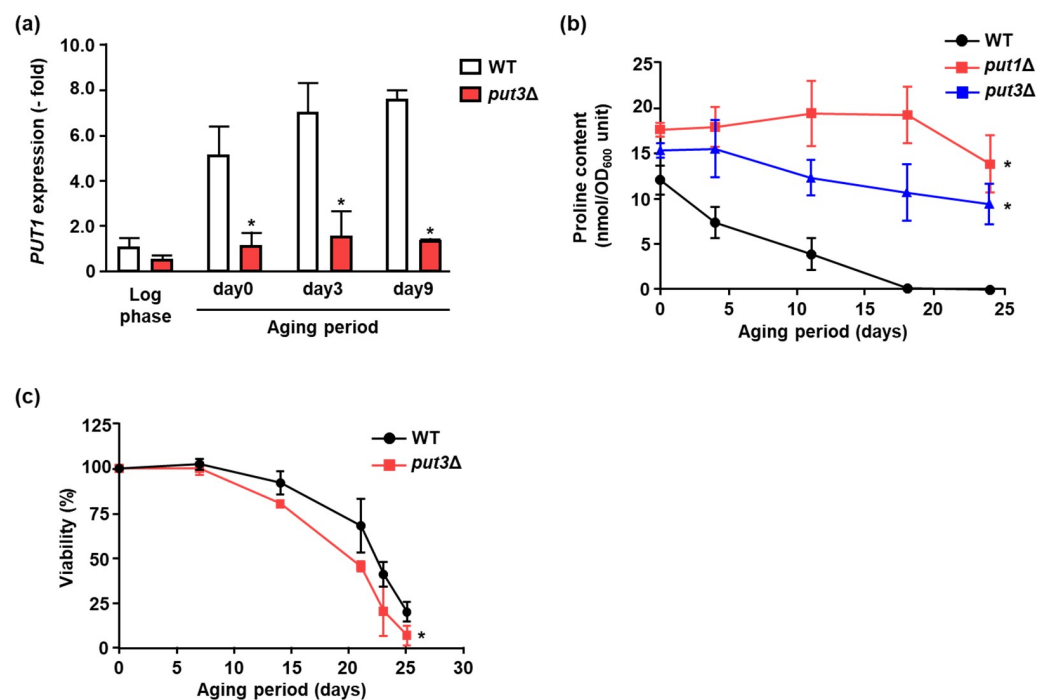 (a)
10.0
8.0
6.0
4.0
2.0
0
PUT1 expression (- fold)
WT
put3Δ
*
*
*
Log
phase
day0
day3
day9
Aging period
(b)
WT
put1Δ
put3Δ
25
20
15
10
5
0
Proline content
(nmol/OD600 unit)
*
*
0
5
10
15
20
25
Aging period (days)
(c)
125
100
75
50
25
0
Viability (%)
WT
put3Δ
*
0
5
10
15
20
25
30
Aging period (days)